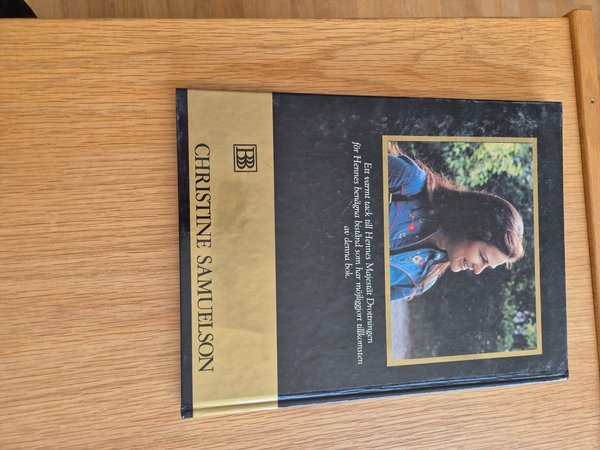 Ett varmt tack till Hennes Majestät Drottningen
för Hennes benägna bistånd som har möjliggjort tillkomsten
av denna bok.
BB
CHRISTINE SAMUELSON